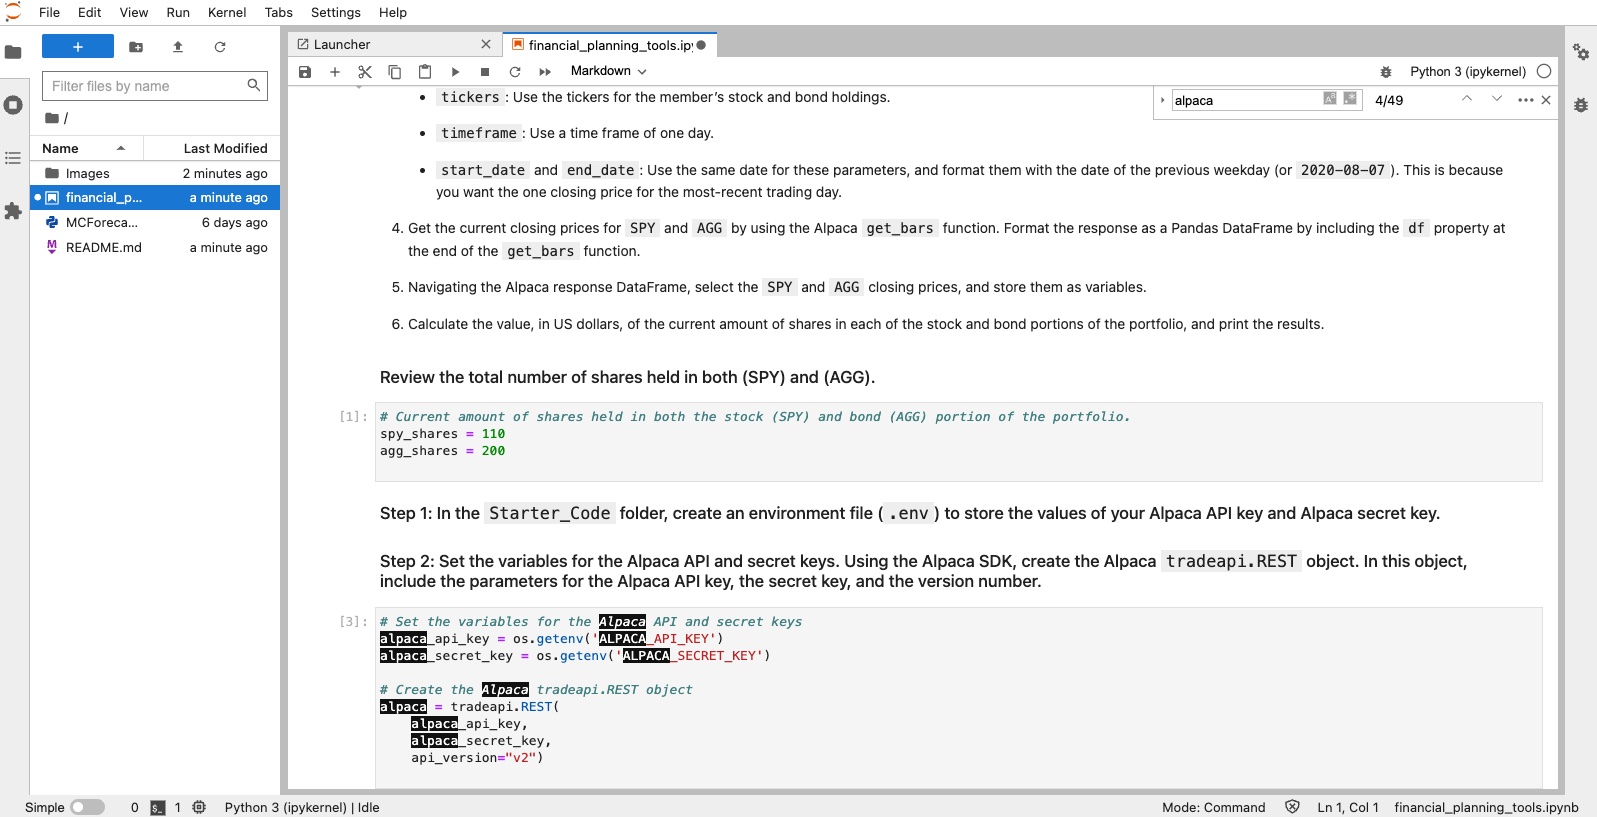 File Edit View Run Kernel Tabs Settings Help
+
Filter files by name
/
Name Last Modified
Images 2 minutes ago
financial_p... a minute ago
MCForeca... 6 days ago
README.md a minute ago
Launcher
financial_planning_tools.ipy
Markdown
Python 3 (ipykernel)
alpaca 4/49
tickers : Use the tickers for the member’s stock and bond holdings.
timeframe : Use a time frame of one day.
start_date and end_date : Use the same date for these parameters, and format them with the date of the previous weekday (or 2020-08-07 ). This is because
you want the one closing price for the most-recent trading day.
4. Get the current closing prices for SPY and AGG by using the Alpaca get_bars function. Format the response as a Pandas DataFrame by including the df property at
the end of the get_bars function.
5. Navigating the Alpaca response DataFrame, select the SPY and AGG closing prices, and store them as variables.
6. Calculate the value, in US dollars, of the current amount of shares in each of the stock and bond portions of the portfolio, and print the results.
Review the total number of shares held in both (SPY) and (AGG).
[1]: # Current amount of shares held in both the stock (SPY) and bond (AGG) portion of the portfolio.
spy_shares = 110
agg_shares = 200
Step 1: In the Starter_Code folder, create an environment file ( .env ) to store the values of your Alpaca API key and Alpaca secret key.
Step 2: Set the variables for the Alpaca API and secret keys. Using the Alpaca SDK, create the Alpaca tradeapi.REST object. In this object,
include the parameters for the Alpaca API key, the secret key, and the version number.
[3]: # Set the variables for the Alpaca API and secret keys
alpaca_api_key = os.getenv('ALPACA_API_KEY')
alpaca_secret_key = os.getenv('ALPACA_SECRET_KEY')
# Create the Alpaca tradeapi.REST object
alpaca = tradeapi.REST(
alpaca_api_key,
alpaca_secret_key,
api_version="v2")
Simple 0 1 Python 3 (ipykernel) | Idle
Mode: Command Ln 1, Col 1 financial_planning_tools.ipynb